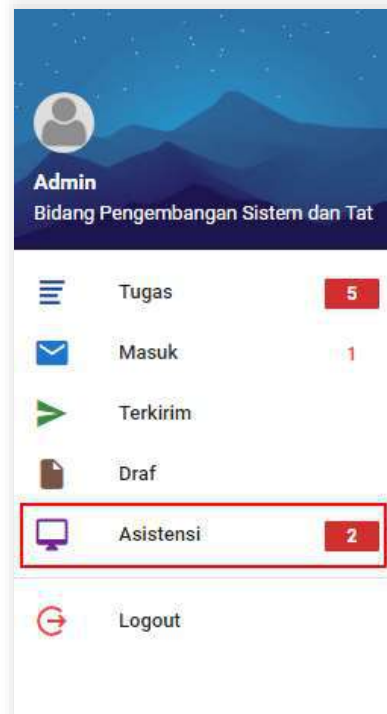 Admin
Bidang Pengembangan Sistem dan Tat
Tugas 5
Masuk 1
Terkirim
Draf
Asistensi 2
Logout